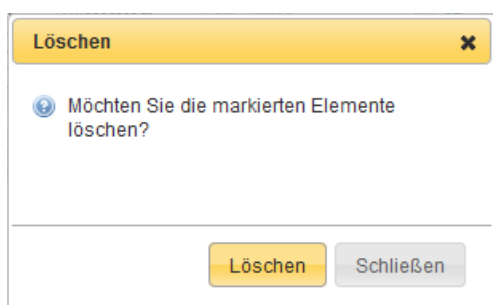 Löschen
Möchten Sie die markierten Elemente
löschen?
Löschen
Schließen